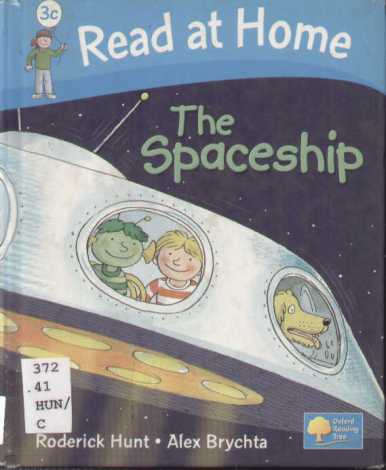 3c
Read at Home
The
Spaceship
372
.41
HUN/
C
Roderick Hunt • Alex Brychta
Oxford
Reading
Tree